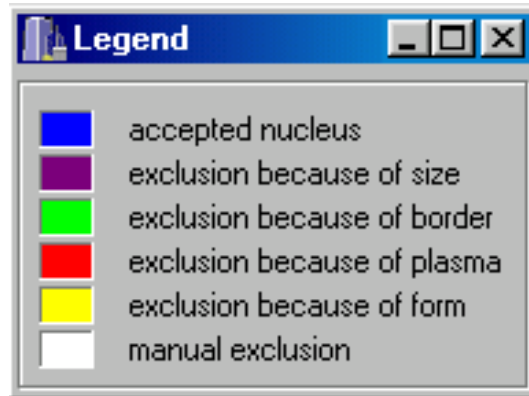 Legend
accepted nucleus
exclusion because of size
exclusion because of border
exclusion because of plasma
exclusion because of form
manual exclusion